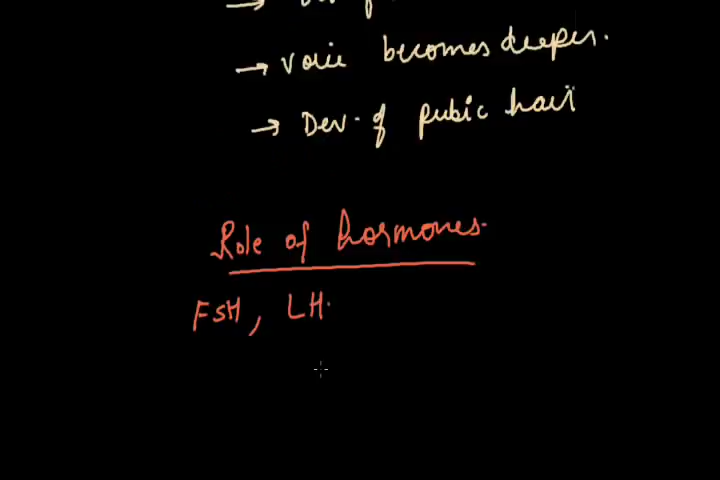 → voice becomes deeper.
→ Dev. of pubic hair
Role of hormones.
FSH, LH.